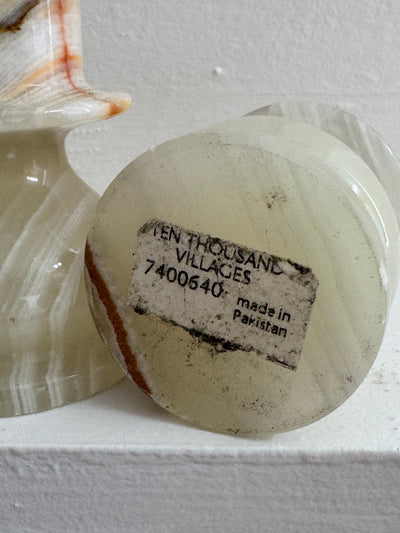 TEN THOUSAND
VILLAGES
7400640
made in
Pakistan